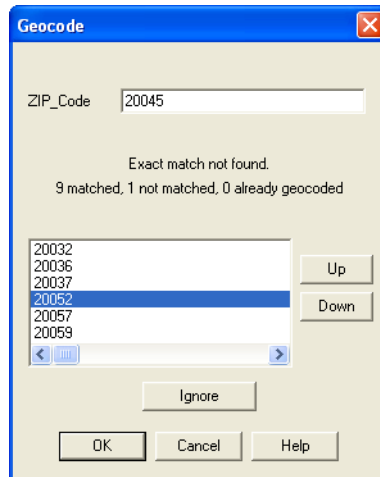 Geocode
ZIP_Code 20045
Exact match not found.
9 matched, 1 not matched, 0 already geocoded
20032
20036
20037
20052
20057
20059
Up
Down
Ignore
OK Cancel Help